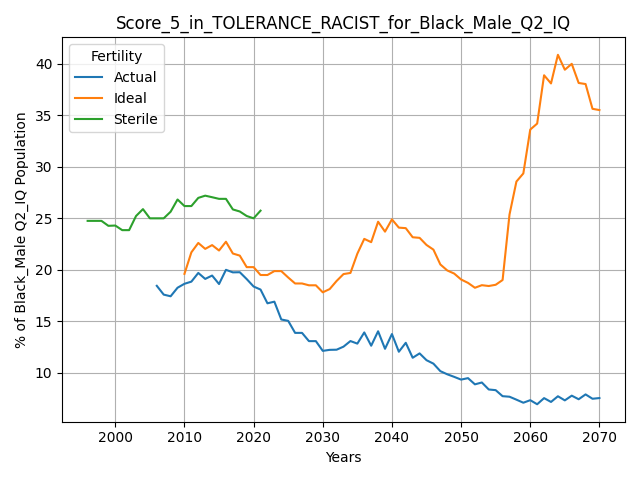 Score_5_in_TOLERANCE_RACIST_for_Black_Male_Q2_IQ
Fertility
Actual
Ideal
Sterile
% of Black_Male Q2_IQ Population
40
35
30
25
20
15
10
2000 2010 2020 2030 2040 2050 2060 2070
Years